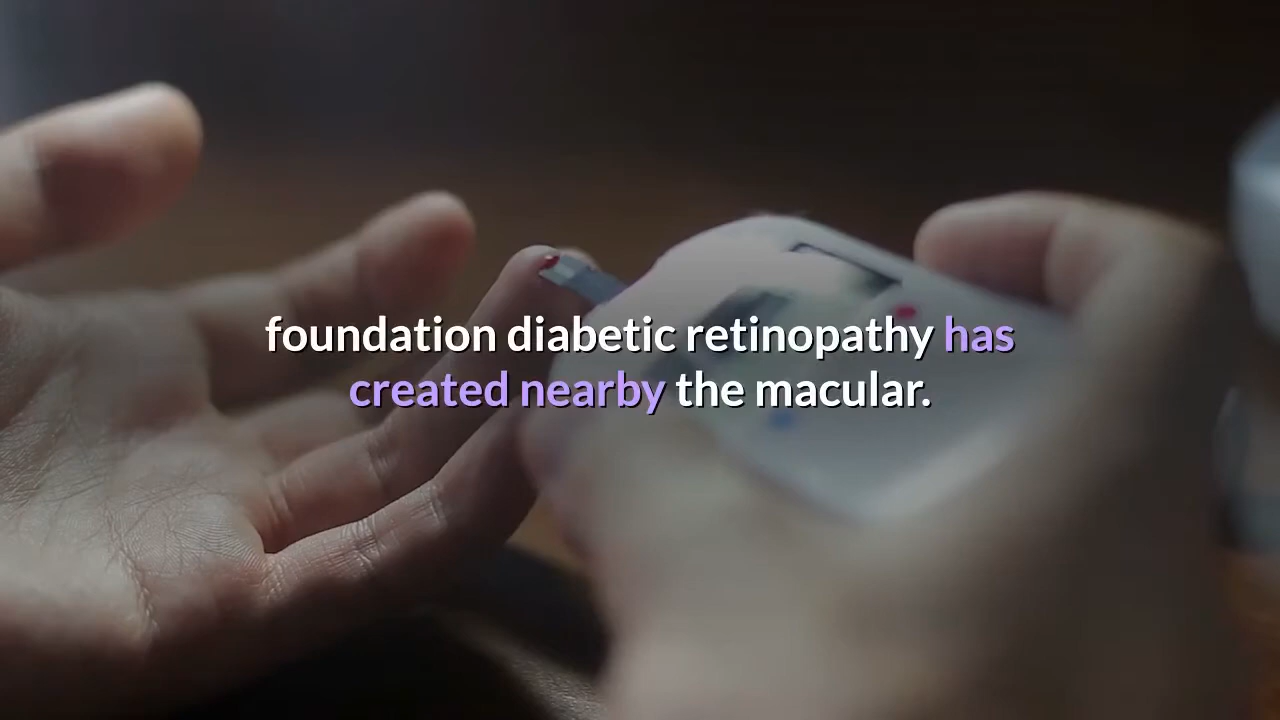 foundation diabetic retinopathy has
created nearby the macular.